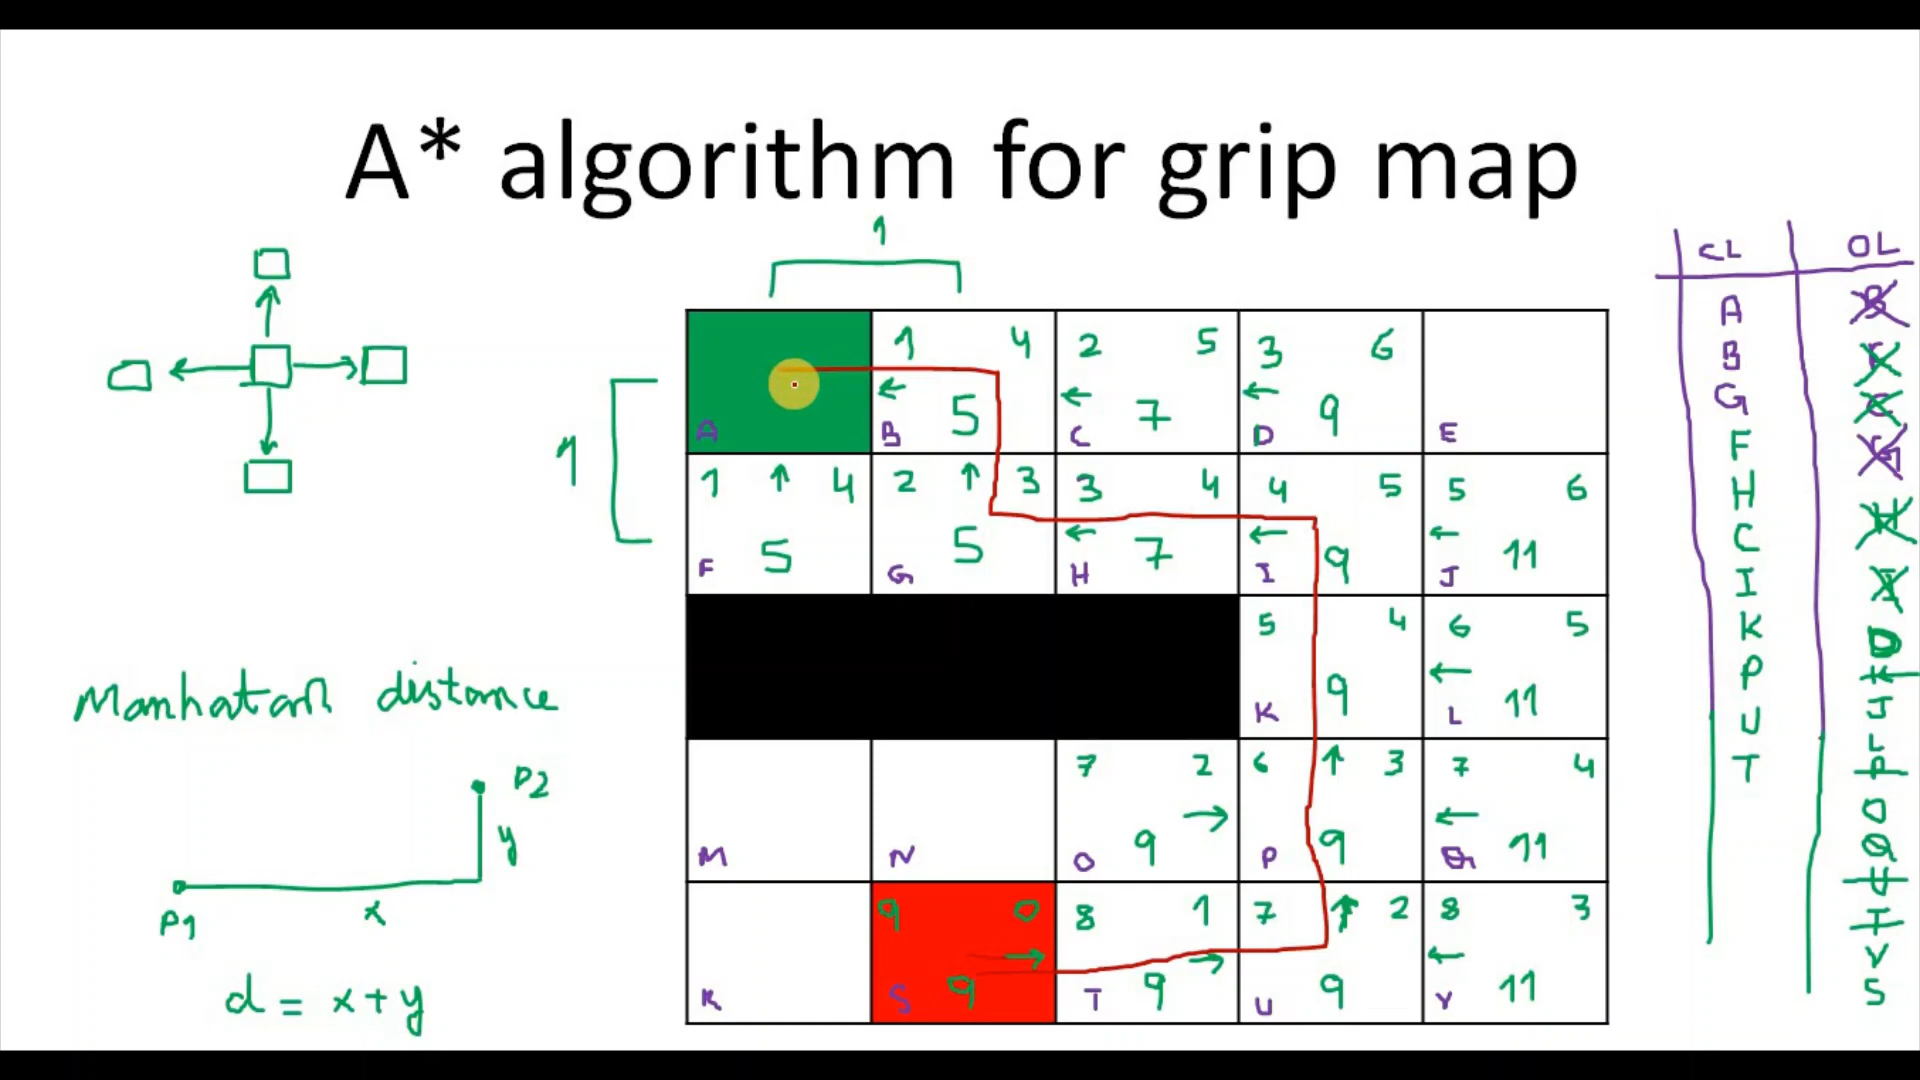 A* algorithm for grip map
1
1
CL OL
A B
B F
G C
F G
H H
C I
I D
K K
P J
U L
T P
O
Q
U
T
V
S
1 4 2 5 3 6
5 7 9
A B C D E
1 4 2 3 3 4 4 5 5 6
5 5 7 9 11
F G H I J
5 4 6 5
9 11
K L
7 2 6 3 7 4
9 9 11
M N O P Q
9 0 8 1 7 2 8 3
9 9 9 11
R S T U V
Manhatan distance
P2
y
x
P1
d = x+y